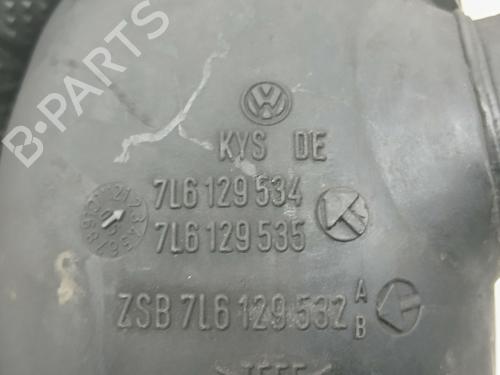 B-PARTS
KYS DE
7L6 129 534
7L6 129 535
ZSB 7L6 129 532 A
B